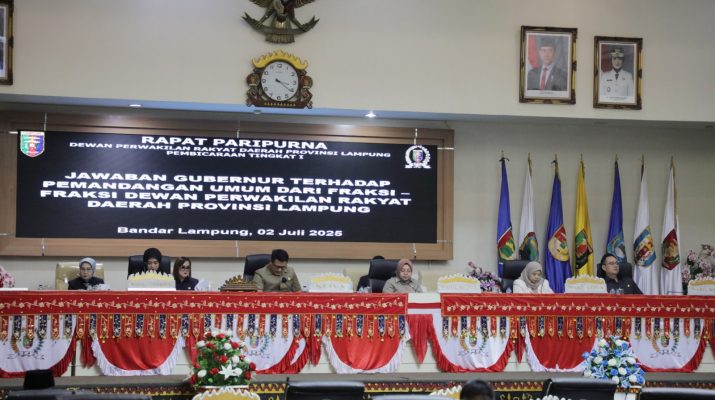 RAPAT PARIPURNA
DEWAN PERWAKILAN RAKYAT DAERAH PROVINSI LAMPUNG
PEMBICARAAN TINGKAT I
JAWABAN GUBERNUR TERHADAP
PEMANDANGAN UMUM DARI FRAKSI –
FRAKSI DEWAN PERWAKILAN RAKYAT
DAERAH PROVINSI LAMPUNG
Bandar Lampung, 02 Juli 2025